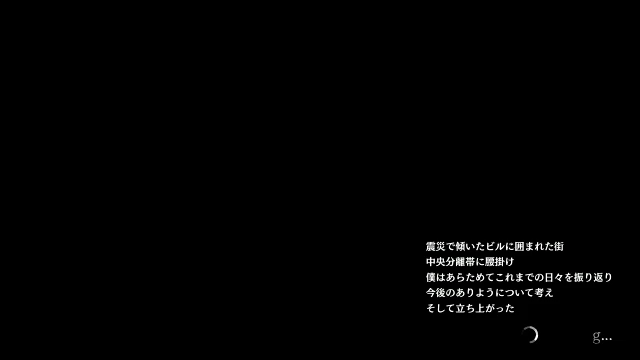 震災で傾いたビルに囲まれた街
中央分離帯に腰掛け
僕はあらためてこれまでの日々を振り返り
今後のありようについて考え
そして立ち上がった
g...